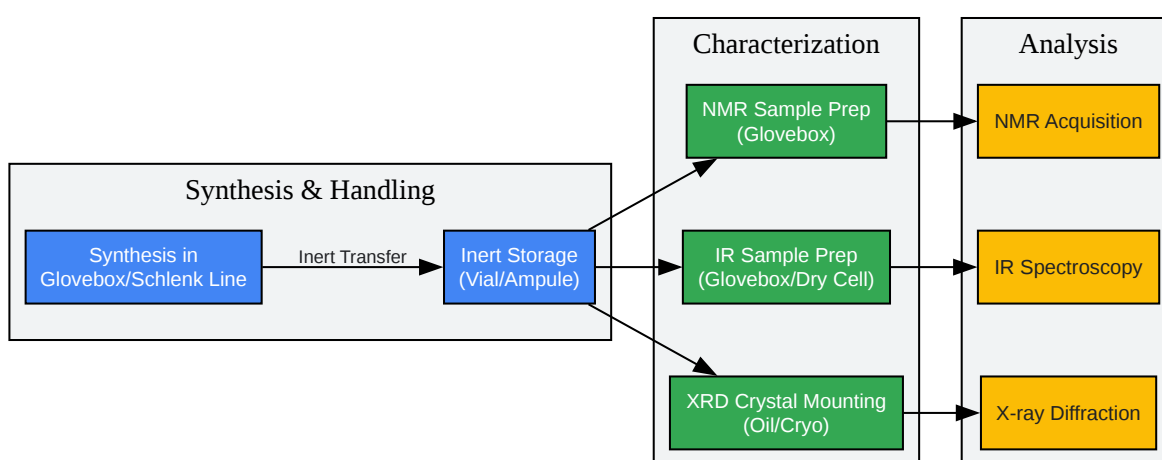 Synthesis & Handling
Synthesis in
Glovebox/Schlenk Line
Inert Transfer
Inert Storage
(Vial/Ampule)
Characterization
NMR Sample Prep
(Glovebox)
IR Sample Prep
(Glovebox/Dry Cell)
XRD Crystal Mounting
(Oil/Cryo)
Analysis
NMR Acquisition
IR Spectroscopy
X-ray Diffraction